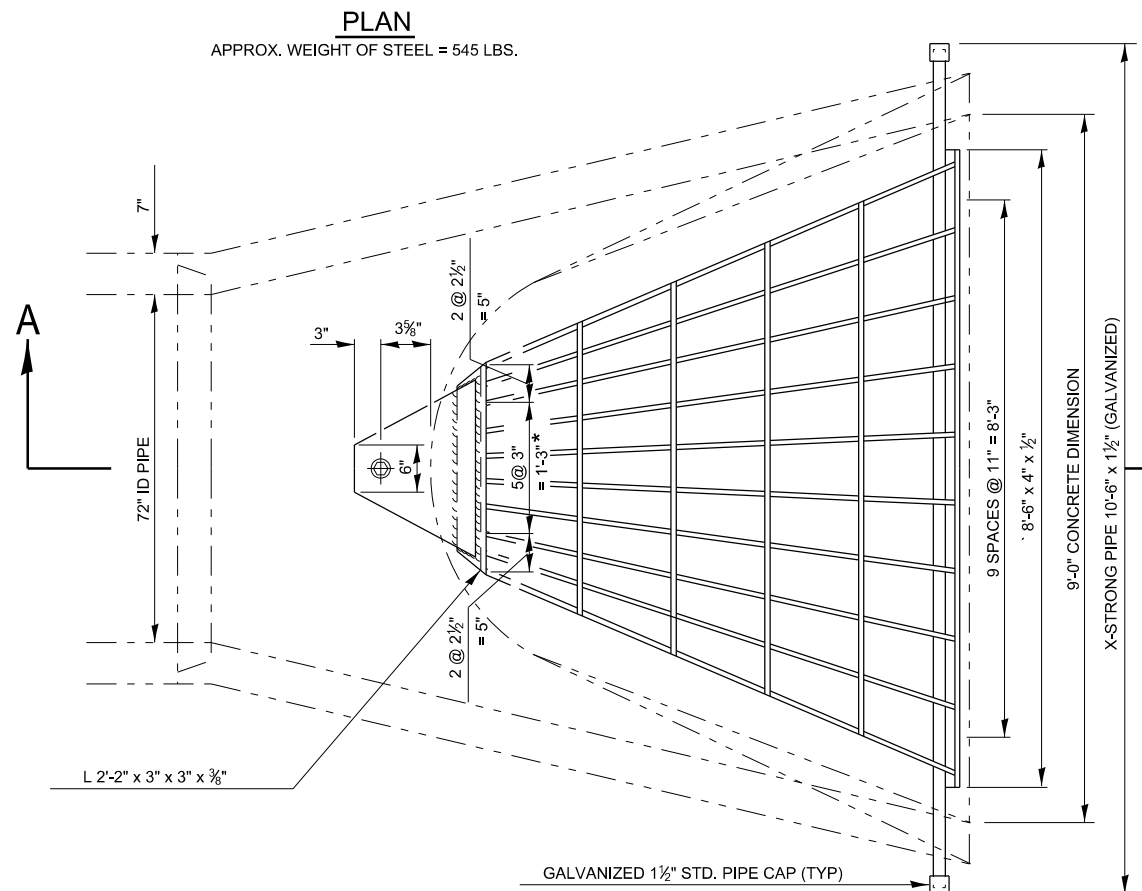 PLAN
APPROX. WEIGHT OF STEEL = 545 LBS.
7"
A
3"
3⅝"
2 @ 2½"
= 5"
6"
5@ 3"
= 1'-3"*
72" ID PIPE
2 @ 2½"
= 5"
9 SPACES @ 11" = 8'-3"
` 8'-6" x 4" x ½"
9'-0" CONCRETE DIMENSION
X-STRONG PIPE 10'-6" x 1½" (GALVANIZED)
L 2'-2" x 3" x 3" x ⅜"
GALVANIZED 1½" STD. PIPE CAP (TYP)